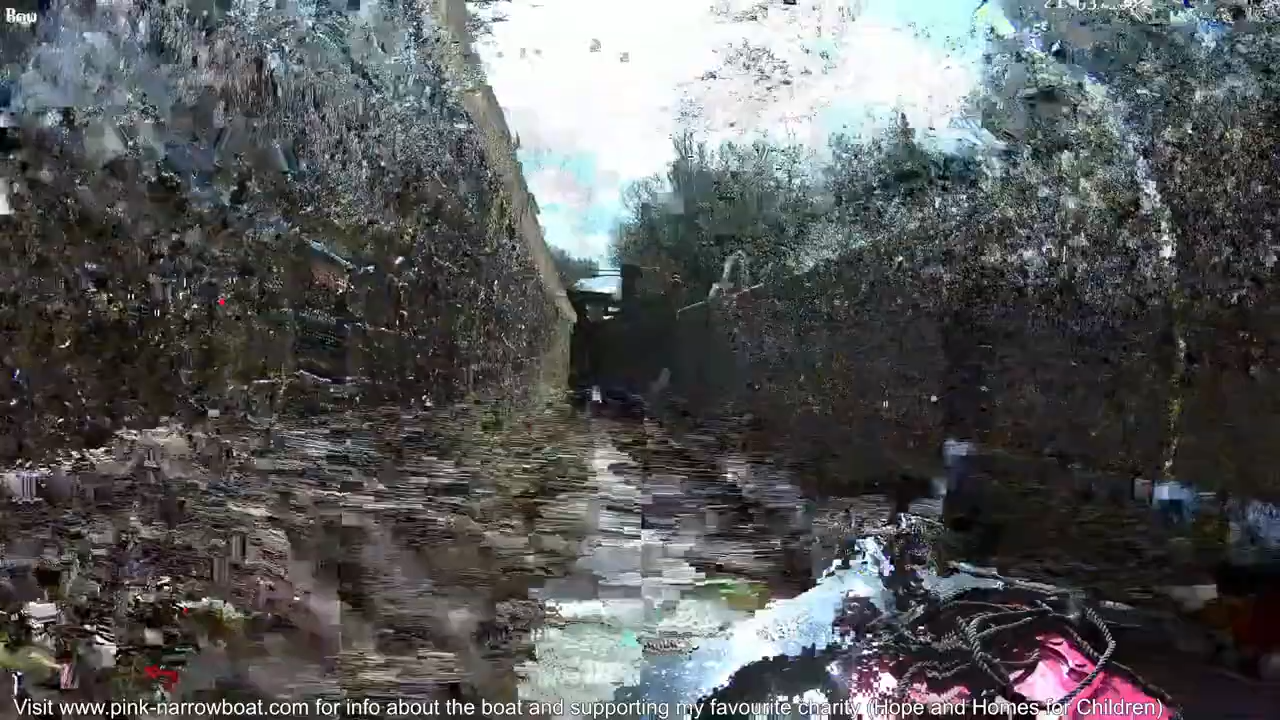 Bow
Visit www.pink-narrowboat.com for info about the boat and supporting my favourite charity (Hope and Homes for Children)